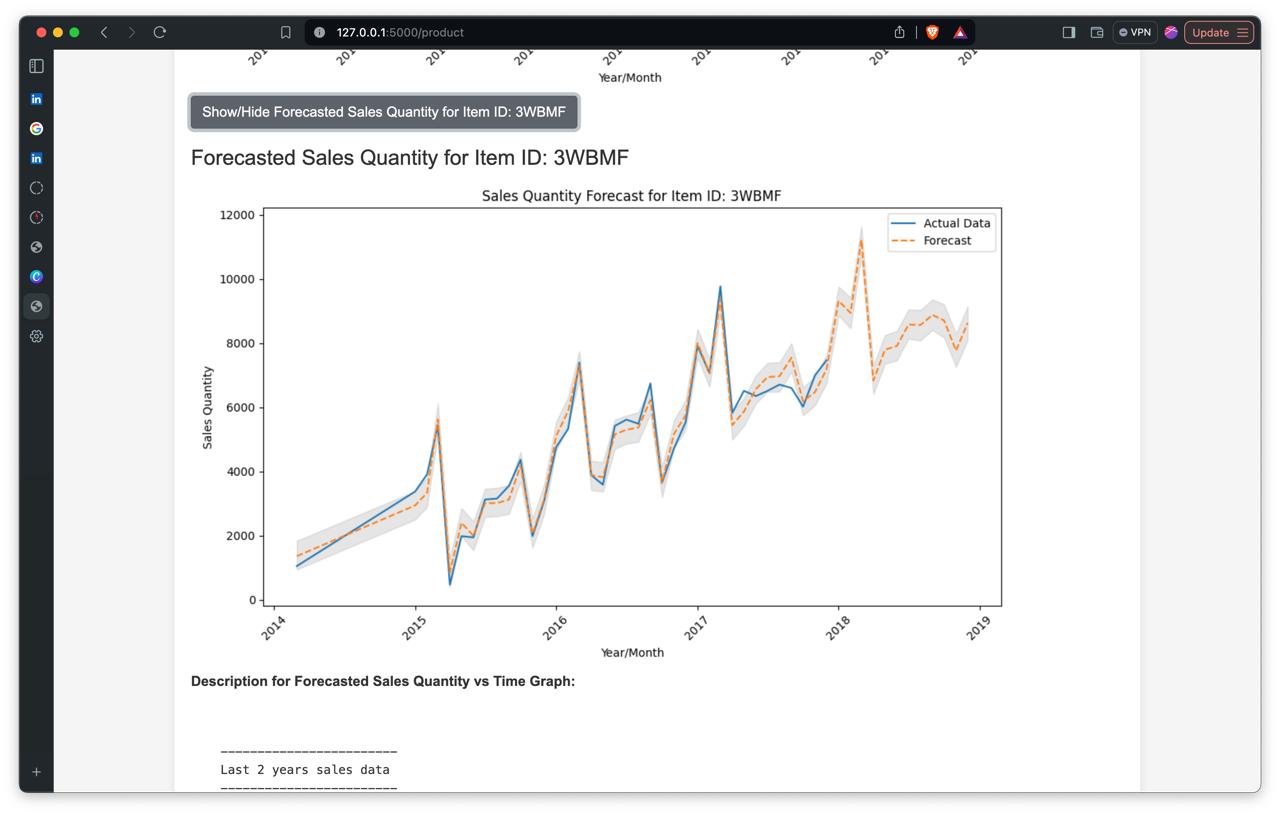 127.0.0.1:5000/product
VPN
Update
201 201 201 201 201 201 201 201 201
Year/Month
Show/Hide Forecasted Sales Quantity for Item ID: 3WBMF
Forecasted Sales Quantity for Item ID: 3WBMF
Sales Quantity Forecast for Item ID: 3WBMF
12000
10000
8000
6000
4000
2000
0
Sales Quantity
Actual Data
Forecast
2014 2015 2016 2017 2018 2019
Year/Month
Description for Forecasted Sales Quantity vs Time Graph:
------------------------
Last 2 years sales data
------------------------